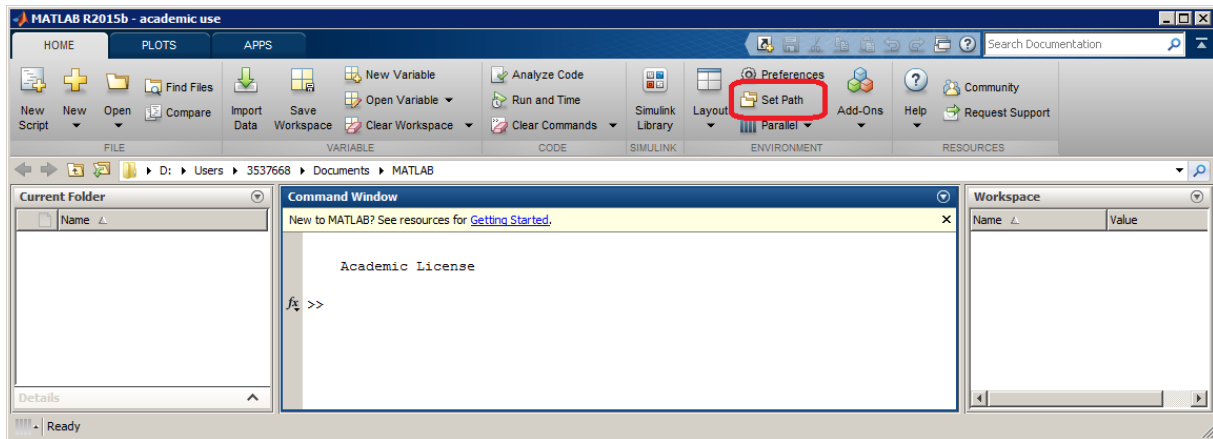 MATLAB R2015b - academic use
HOME PLOTS APPS Search Documentation
New Script
New
Open
Find Files
Compare
FILE
Import Data
Save Workspace
New Variable
Open Variable
Clear Workspace
VARIABLE
Analyze Code
Run and Time
Clear Commands
CODE
Simulink Library
SIMULINK
Layout
Preferences
Set Path
Parallel
Add-Ons
ENVIRONMENT
Help
Community
Request Support
RESOURCES
D: Users 3537668 Documents MATLAB
Current Folder
Name
Details
Command Window
New to MATLAB? See resources for Getting Started.
Academic License
fx >>
Workspace
Name Value
Ready